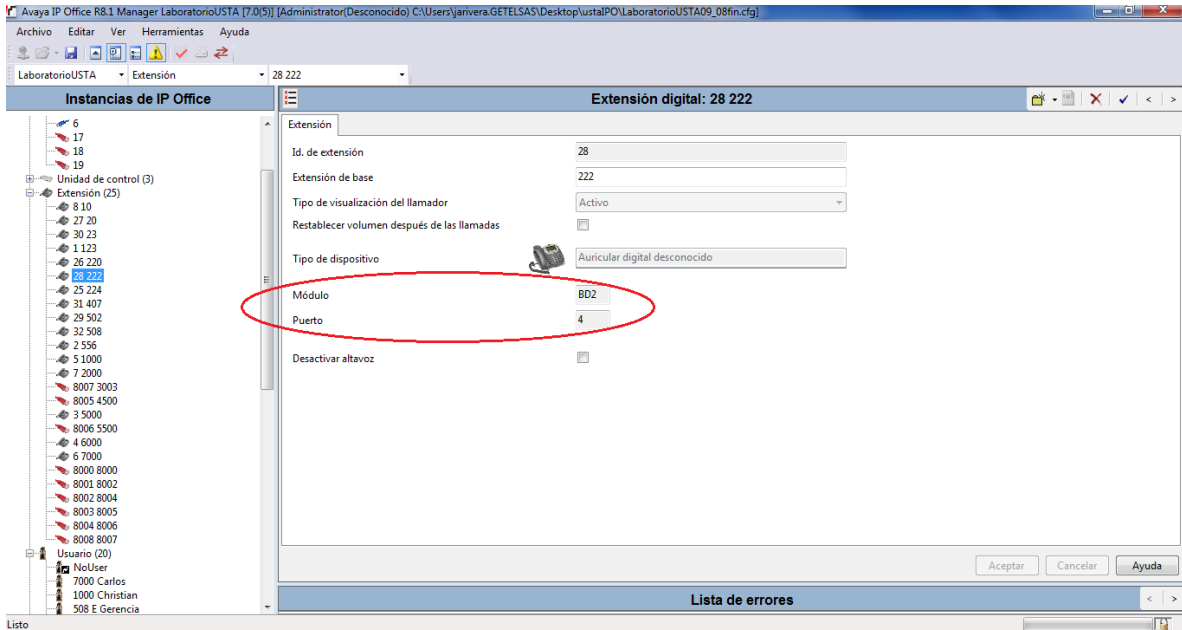 Avaya IP Office R8.1 Manager LaboratorioUSTA [7.0(5)] [Administrator(Desconocido) C:\Users\jarivera.GETELSAS\Desktop\ustaIPO\LaboratorioUSTA09_08fin.cfg]
Archivo Editar Ver Herramientas Ayuda
LaboratorioUSTA Extensión 28 222
Instancias de IP Office
6
17
18
19
Unidad de control (3)
Extensión (25)
8 10
27 20
30 23
1 123
26 220
28 222
25 224
31 407
29 502
32 508
2 556
5 1000
7 2000
8007 3003
8005 4500
3 5000
8006 5500
4 6000
6 7000
8000 8000
8001 8002
8002 8004
8003 8005
8004 8006
8008 8007
Usuario (20)
NoUser
7000 Carlos
1000 Christian
508 E Gerencia
Extensión digital: 28 222
Extensión
Id. de extensión 28
Extensión de base 222
Tipo de visualización del llamador Activo
Restablecer volumen después de las llamadas
Tipo de dispositivo Auricular digital desconocido
Módulo BD2
Puerto 4
Desactivar altavoz
Aceptar Cancelar Ayuda
Lista de errores
Listo